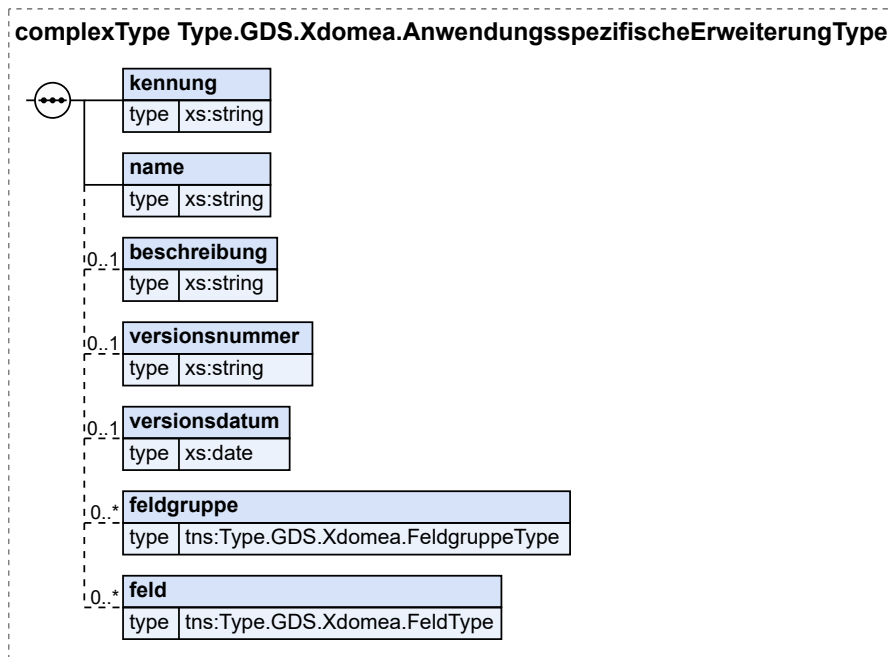 complexType Type.GDS.Xdomea.AnwendungsspezifischeErweiterungType
kennung
type xs:string
name
type xs:string
0..1 beschreibung
type xs:string
0..1 versionsnummer
type xs:string
0..1 versionsdatum
type xs:date
0..* feldgruppe
type tns:Type.GDS.Xdomea.FeldgruppeType
0..* feld
type tns:Type.GDS.Xdomea.FeldType